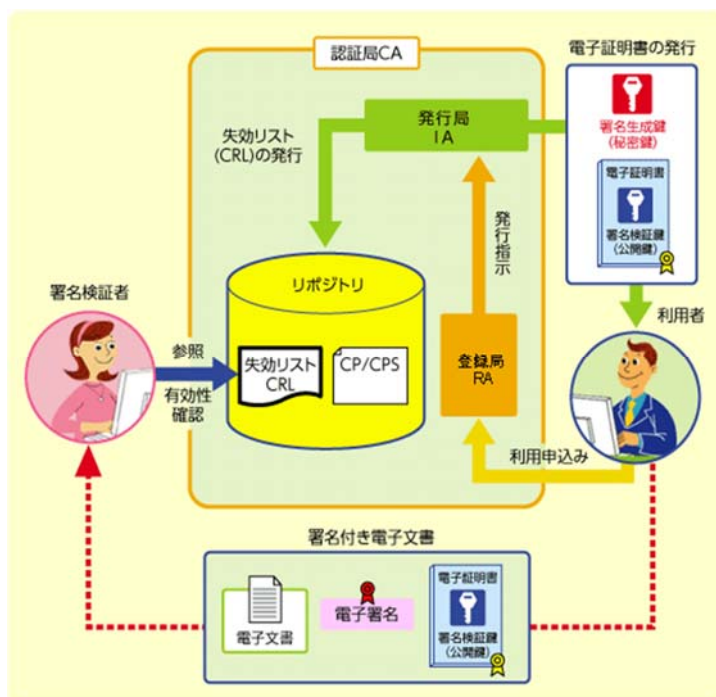 認証局CA
電子証明書の発行
署名生成鍵
(秘密鍵)
電子証明書
署名検証鍵
(公開鍵)
発行局
IA
失効リスト
(CRL)の発行
発行指示
リポジトリ
失効リスト
CRL
CP/CPS
登録局
RA
署名検証者
参照
有効性
確認
利用者
利用申込み
署名付き電子文書
電子文書
電子署名
電子証明書
署名検証鍵
(公開鍵)